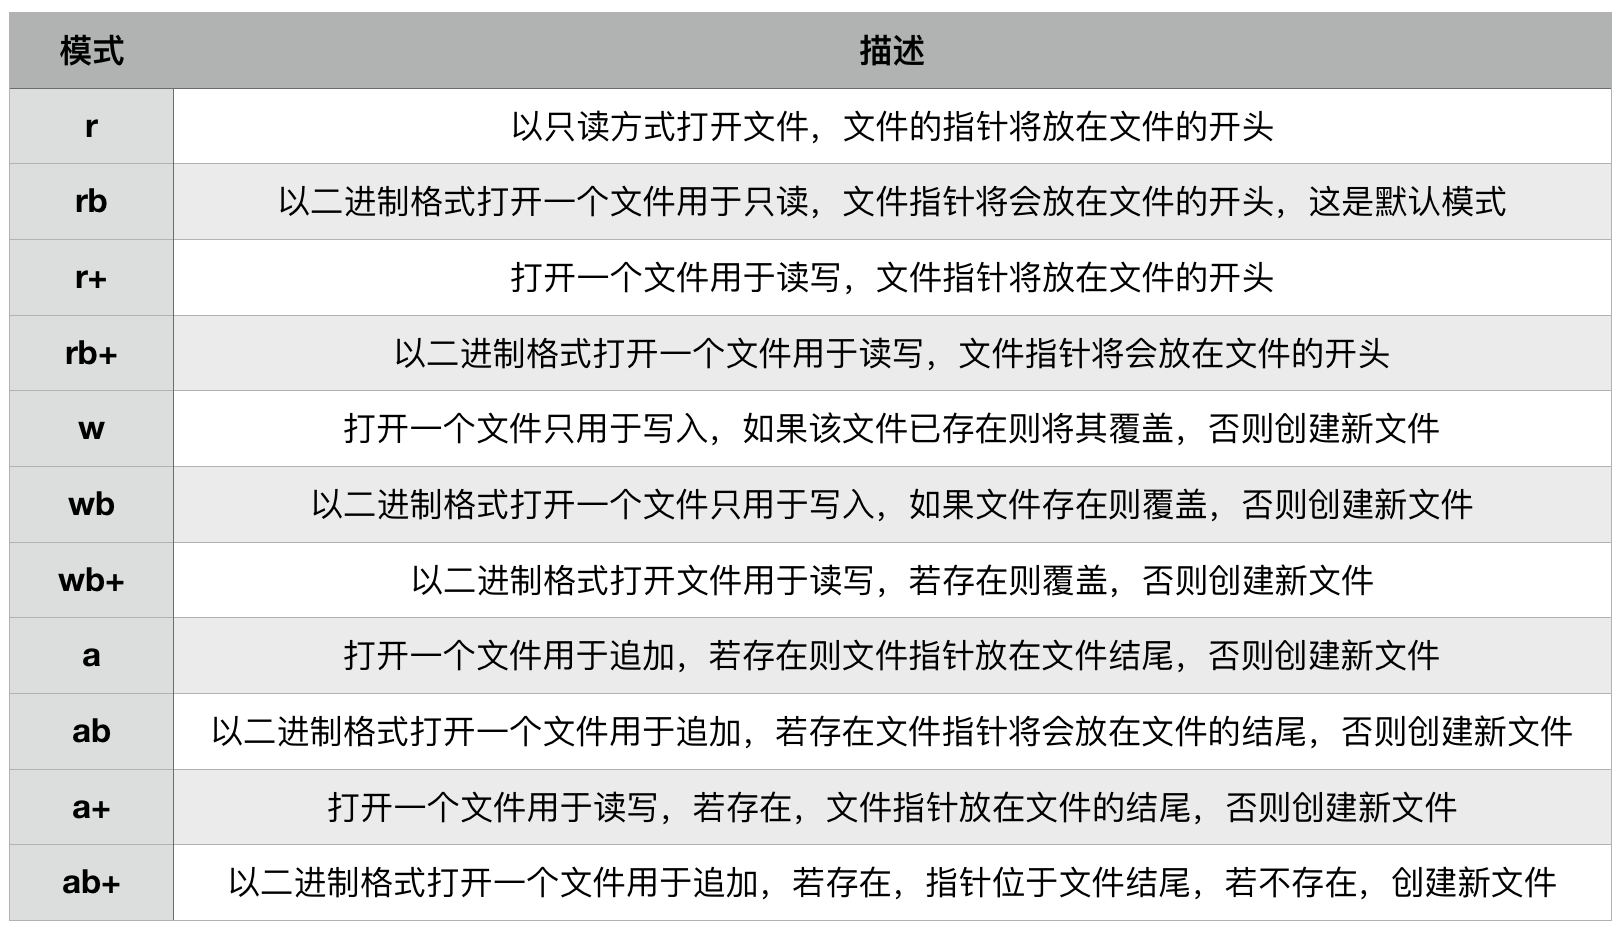 模式 描述
r 以只读方式打开文件，文件的指针将放在文件的开头
rb 以二进制格式打开一个文件用于只读，文件指针将会放在文件的开头，这是默认模式
r+ 打开一个文件用于读写，文件指针将放在文件的开头
rb+ 以二进制格式打开一个文件用于读写，文件指针将会放在文件的开头
w 打开一个文件只用于写入，如果该文件已存在则将其覆盖，否则创建新文件
wb 以二进制格式打开一个文件只用于写入，如果文件存在则覆盖，否则创建新文件
wb+ 以二进制格式打开文件用于读写，若存在则覆盖，否则创建新文件
a 打开一个文件用于追加，若存在则文件指针放在文件结尾，否则创建新文件
ab 以二进制格式打开一个文件用于追加，若存在文件指针将会放在文件的结尾，否则创建新文件
a+ 打开一个文件用于读写，若存在，文件指针放在文件的结尾，否则创建新文件
ab+ 以二进制格式打开一个文件用于追加，若存在，指针位于文件结尾，若不存在，创建新文件